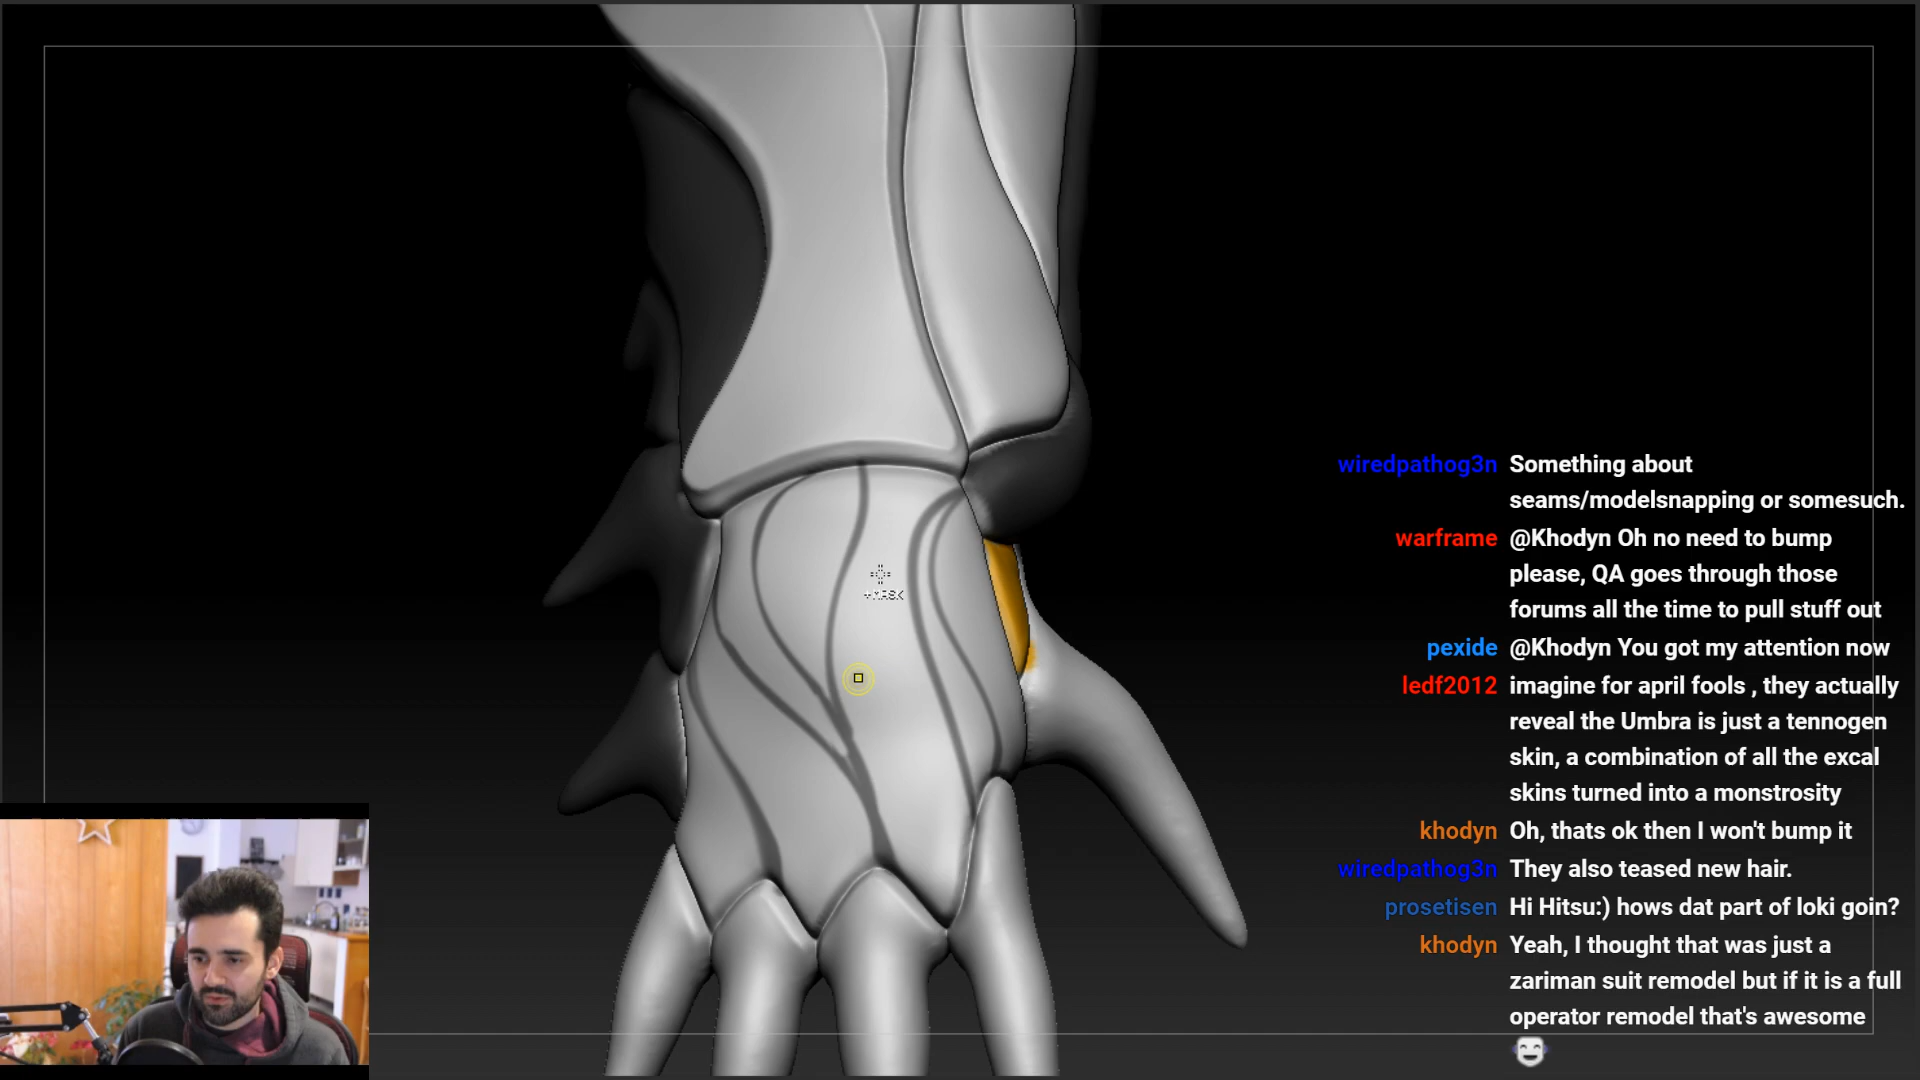 +MASK
wiredpathog3n Something about
seams/modelsnapping or somesuch.
warframe @Khodyn Oh no need to bump
please, QA goes through those
forums all the time to pull stuff out
pexide @Khodyn You got my attention now
ledf2012 imagine for april fools , they actually
reveal the Umbra is just a tennogen
skin, a combination of all the excal
skins turned into a monstrosity
khodyn Oh, thats ok then I won't bump it
wiredpathog3n They also teased new hair.
prosetisen Hi Hitsu:) hows dat part of loki goin?
khodyn Yeah, I thought that was just a
zariman suit remodel but if it is a full
operator remodel that's awesome